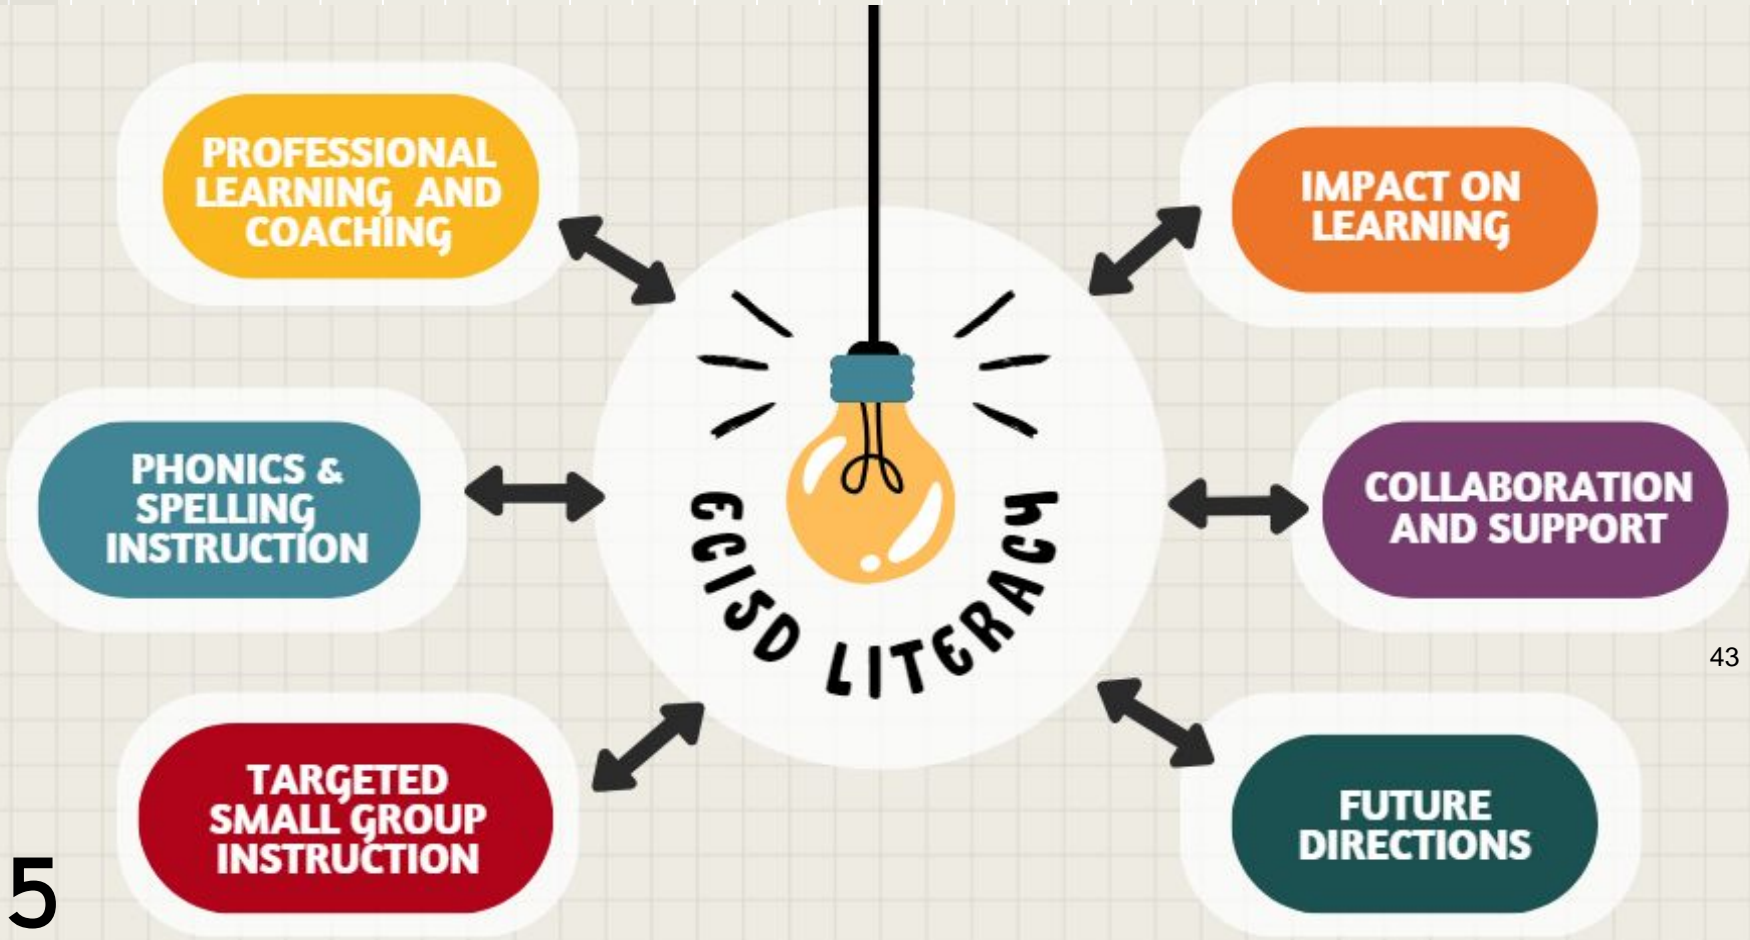 PROFESSIONAL
LEARNING AND
COACHING
IMPACT ON
LEARNING
PHONICS &
SPELLING
INSTRUCTION
COLLABORATION
AND SUPPORT
ECISD LITERACY
43
TARGETED
SMALL GROUP
INSTRUCTION
FUTURE
DIRECTIONS
5